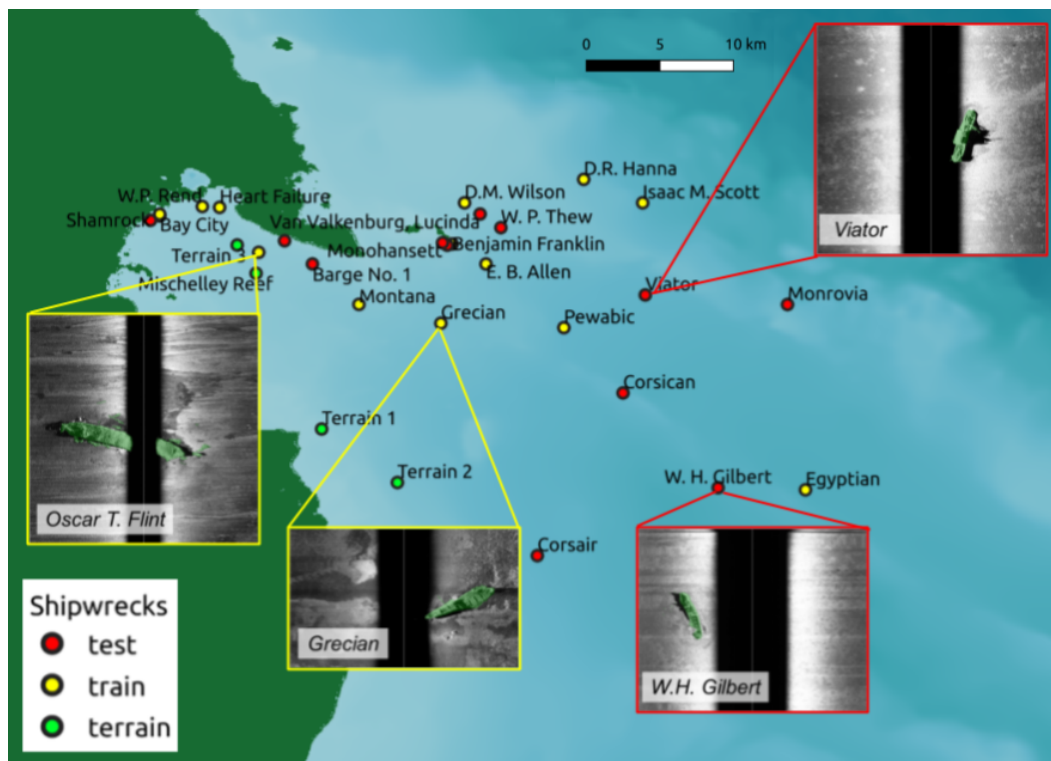 0 5 10 km
Viator
D.R. Hanna
W.P. Rend
Heart Failure
D.M. Wilson
Isaac M. Scott
Shamrock
Bay City
Van Valkenburg, Lucinda
W. P. Thew
Terrain 3
Monohansett
Benjamin Franklin
Mischelley Reef
Barge No. 1
E. B. Allen
Viator
Monrovia
Montana
Grecian
Pewabic
Corsican
Terrain 1
Terrain 2
W. H. Gilbert
Egyptian
Oscar T. Flint
Corsair
Grecian
W.H. Gilbert
Shipwrecks
test
train
terrain